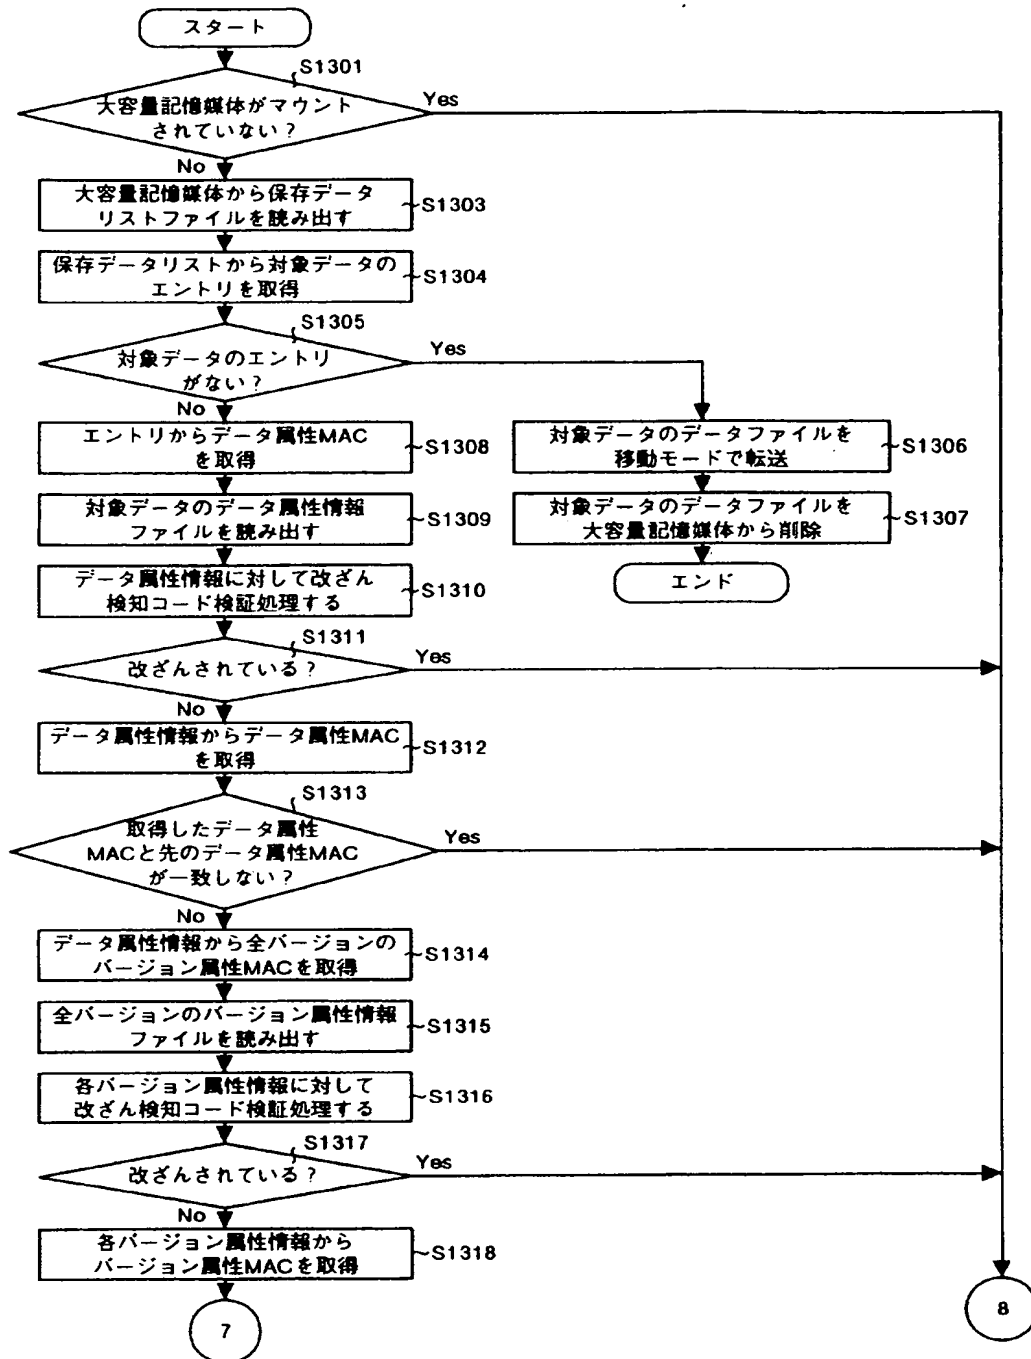 スタート
S1301
大容量記憶媒体がマウント
されていない?
Yes
No
大容量記憶媒体から保存データ
リストファイルを読み出す
S1303
保存データリストから対象データの
エントリを取得
S1304
S1305
対象データのエントリ
がない?
Yes
No
エントリからデータ属性MAC
を取得
S1308
対象データのデータファイルを
移動モードで転送
S1306
対象データのデータ属性情報
ファイルを読み出す
S1309
対象データのデータファイルを
大容量記憶媒体から削除
S1307
データ属性情報に対して改ざん
検知コード検証処理する
S1310
エンド
S1311
改ざんされている?
Yes
No
データ属性情報からデータ属性MAC
を取得
S1312
S1313
取得したデータ属性
MACと先のデータ属性MAC
が一致しない?
Yes
No
データ属性情報から全バージョンの
バージョン属性MACを取得
S1314
全バージョンのバージョン属性情報
ファイルを読み出す
S1315
各バージョン属性情報に対して
改ざん検知コード検証処理する
S1316
S1317
改ざんされている?
Yes
No
各バージョン属性情報から
バージョン属性MACを取得
S1318
7
8